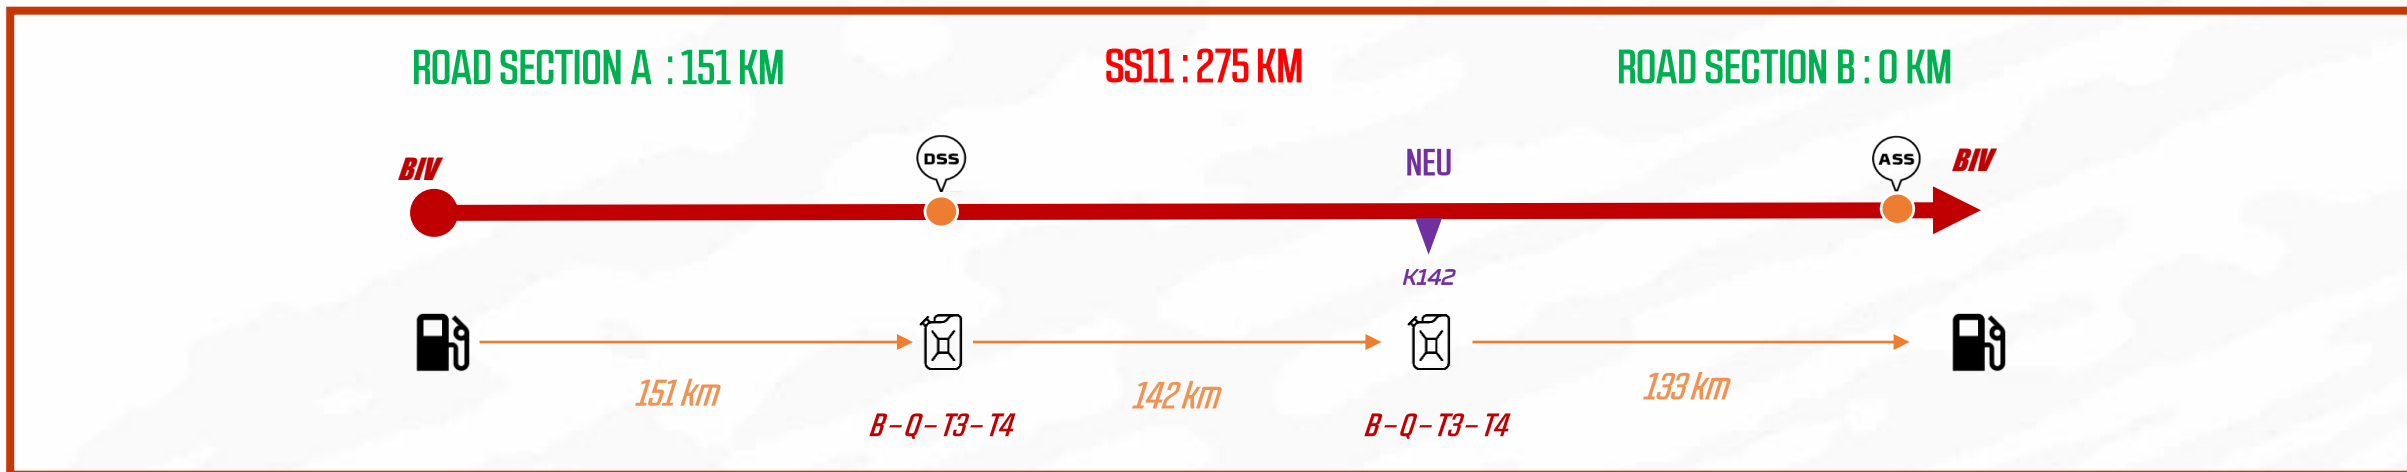 ROAD SECTION A : 151 KM
SS11 : 275 KM
ROAD SECTION B : 0 KM
BIV
DSS
NEU
ASS
BIV
K142
151 km
142 km
133 km
B – Q – T3 – T4
B – Q – T3 – T4